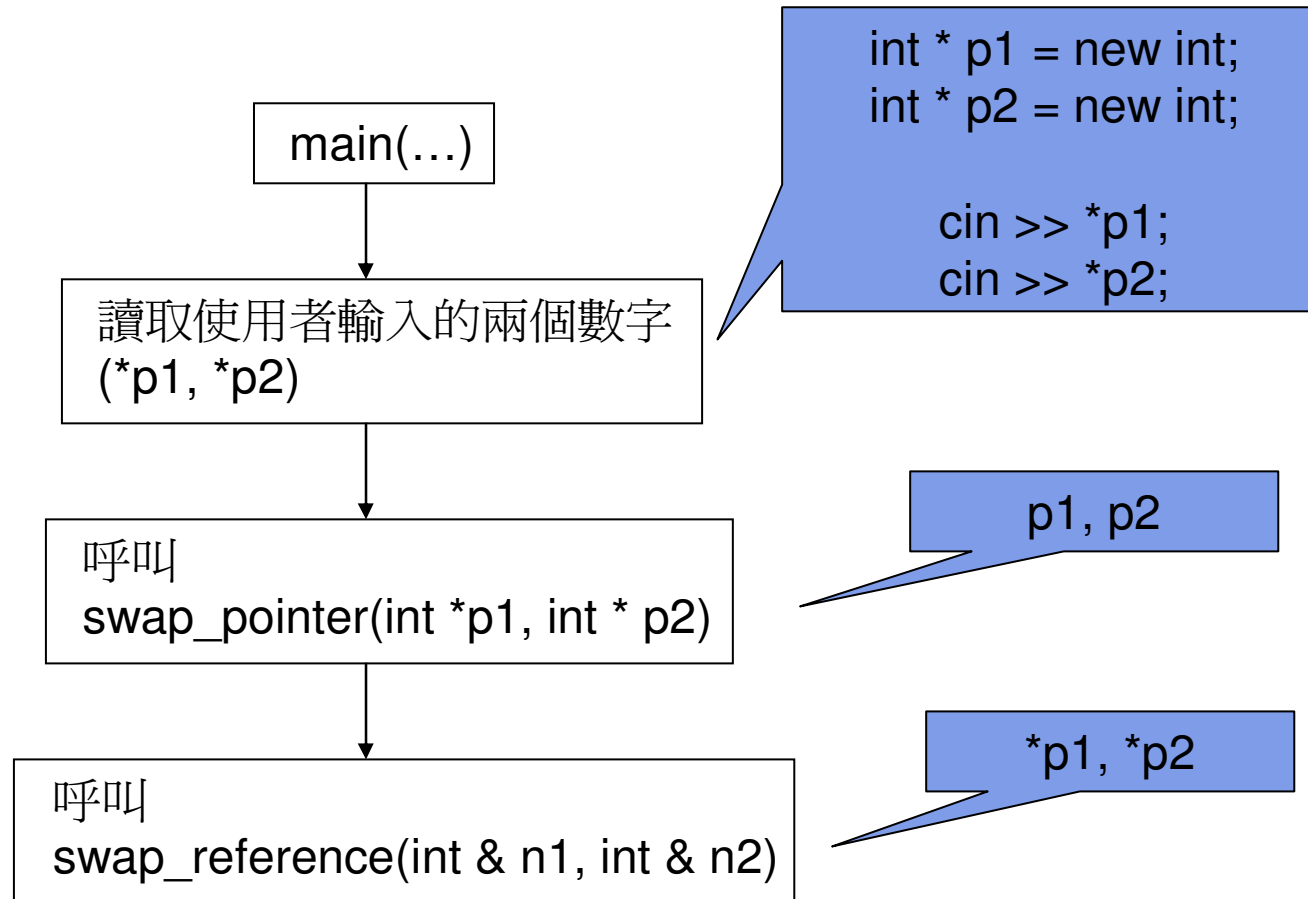 int * p1 = new int;
int * p2 = new int;
cin >> *p1;
cin >> *p2;
main(…)
讀取使用者輸入的兩個數字
(*p1, *p2)
p1, p2
呼叫
swap_pointer(int *p1, int * p2)
*p1, *p2
呼叫
swap_reference(int & n1, int & n2)